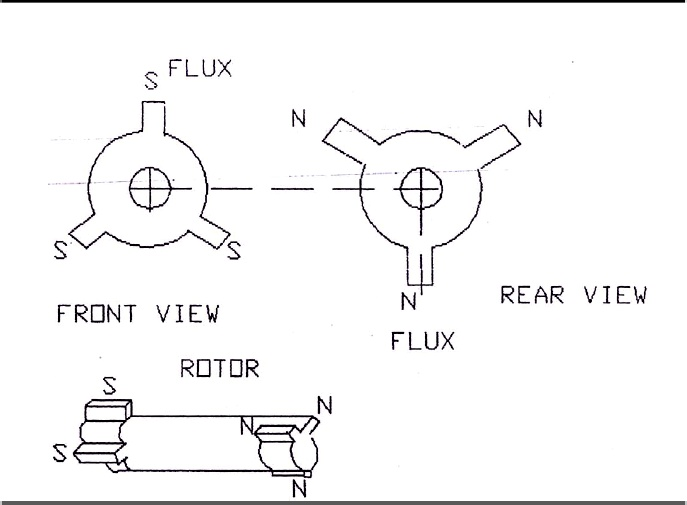 S FLUX
N N
S S
N
FRONT VIEW
REAR VIEW
FLUX
ROTOR
S
N
N
S
N